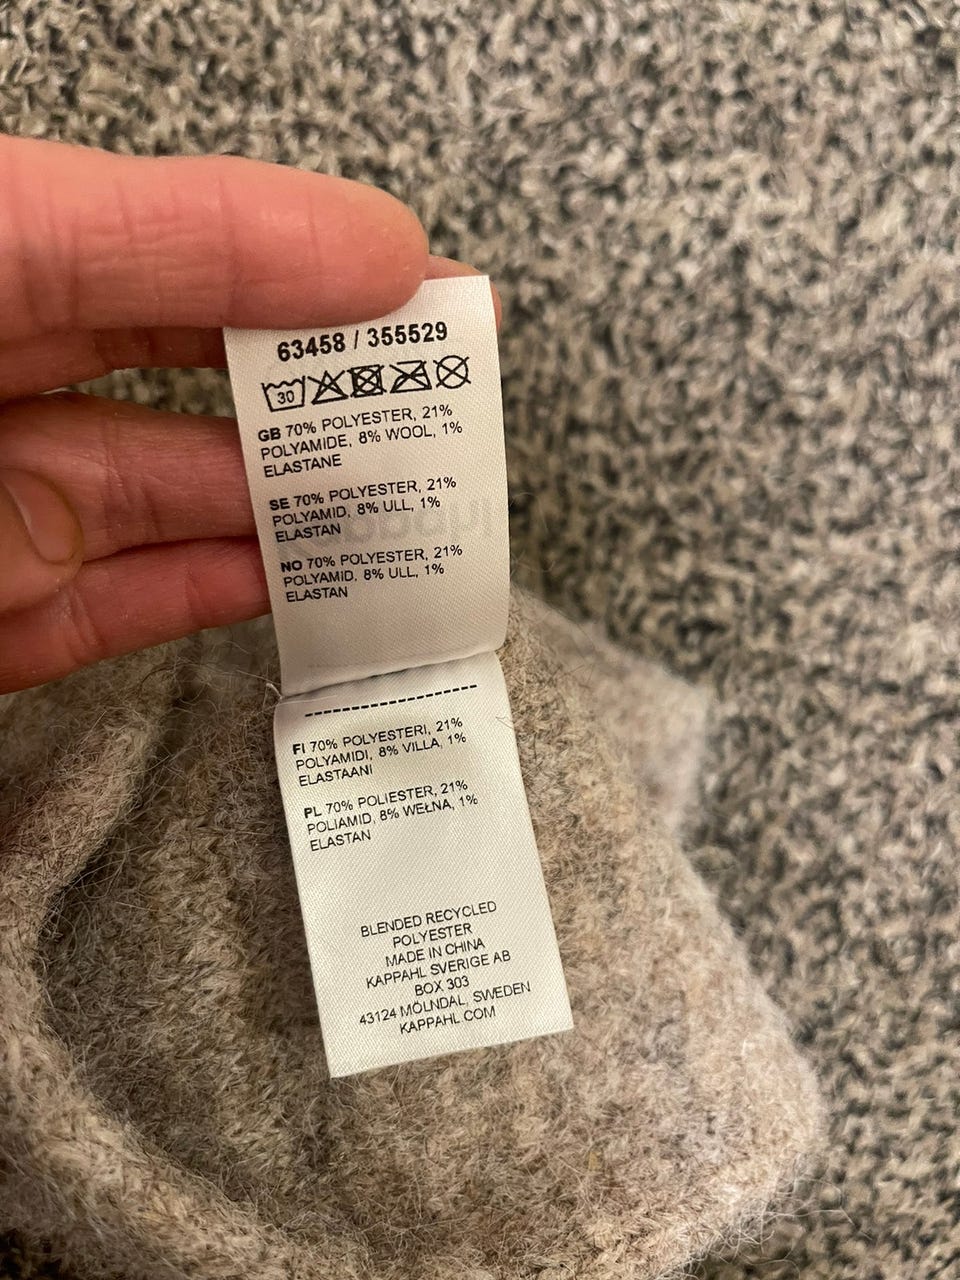 63458 / 355529
30
GB 70% POLYESTER, 21%
POLYAMIDE, 8% WOOL, 1%
ELASTANE
SE 70% POLYESTER, 21%
POLYAMID, 8% ULL, 1%
ELASTAN
NO 70% POLYESTER, 21%
POLYAMID, 8% ULL, 1%
ELASTAN
FI 70% POLYESTERI, 21%
POLYAMIDI, 8% VILLA, 1%
ELASTAANI
PL 70% POLIESTER, 21%
POLIAMID, 8% WEŁNA, 1%
ELASTAN
BLENDED RECYCLED
POLYESTER
MADE IN CHINA
KAPPAHL SVERIGE AB
BOX 303
43124 MÖLNDAL, SWEDEN
KAPPAHL.COM